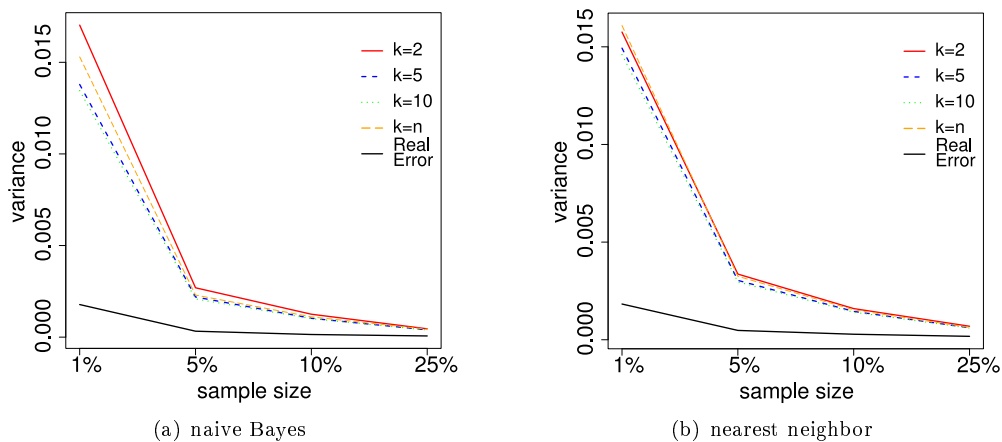 0.015
0.010
0.005
0.000
variance
k=2
k=5
k=10
k=n
Real
Error
1%
5%
10%
25%
sample size
(a) naive Bayes
0.015
0.010
0.005
0.000
variance
k=2
k=5
k=10
k=n
Real
Error
1%
5%
10%
25%
sample size
(b) nearest neighbor